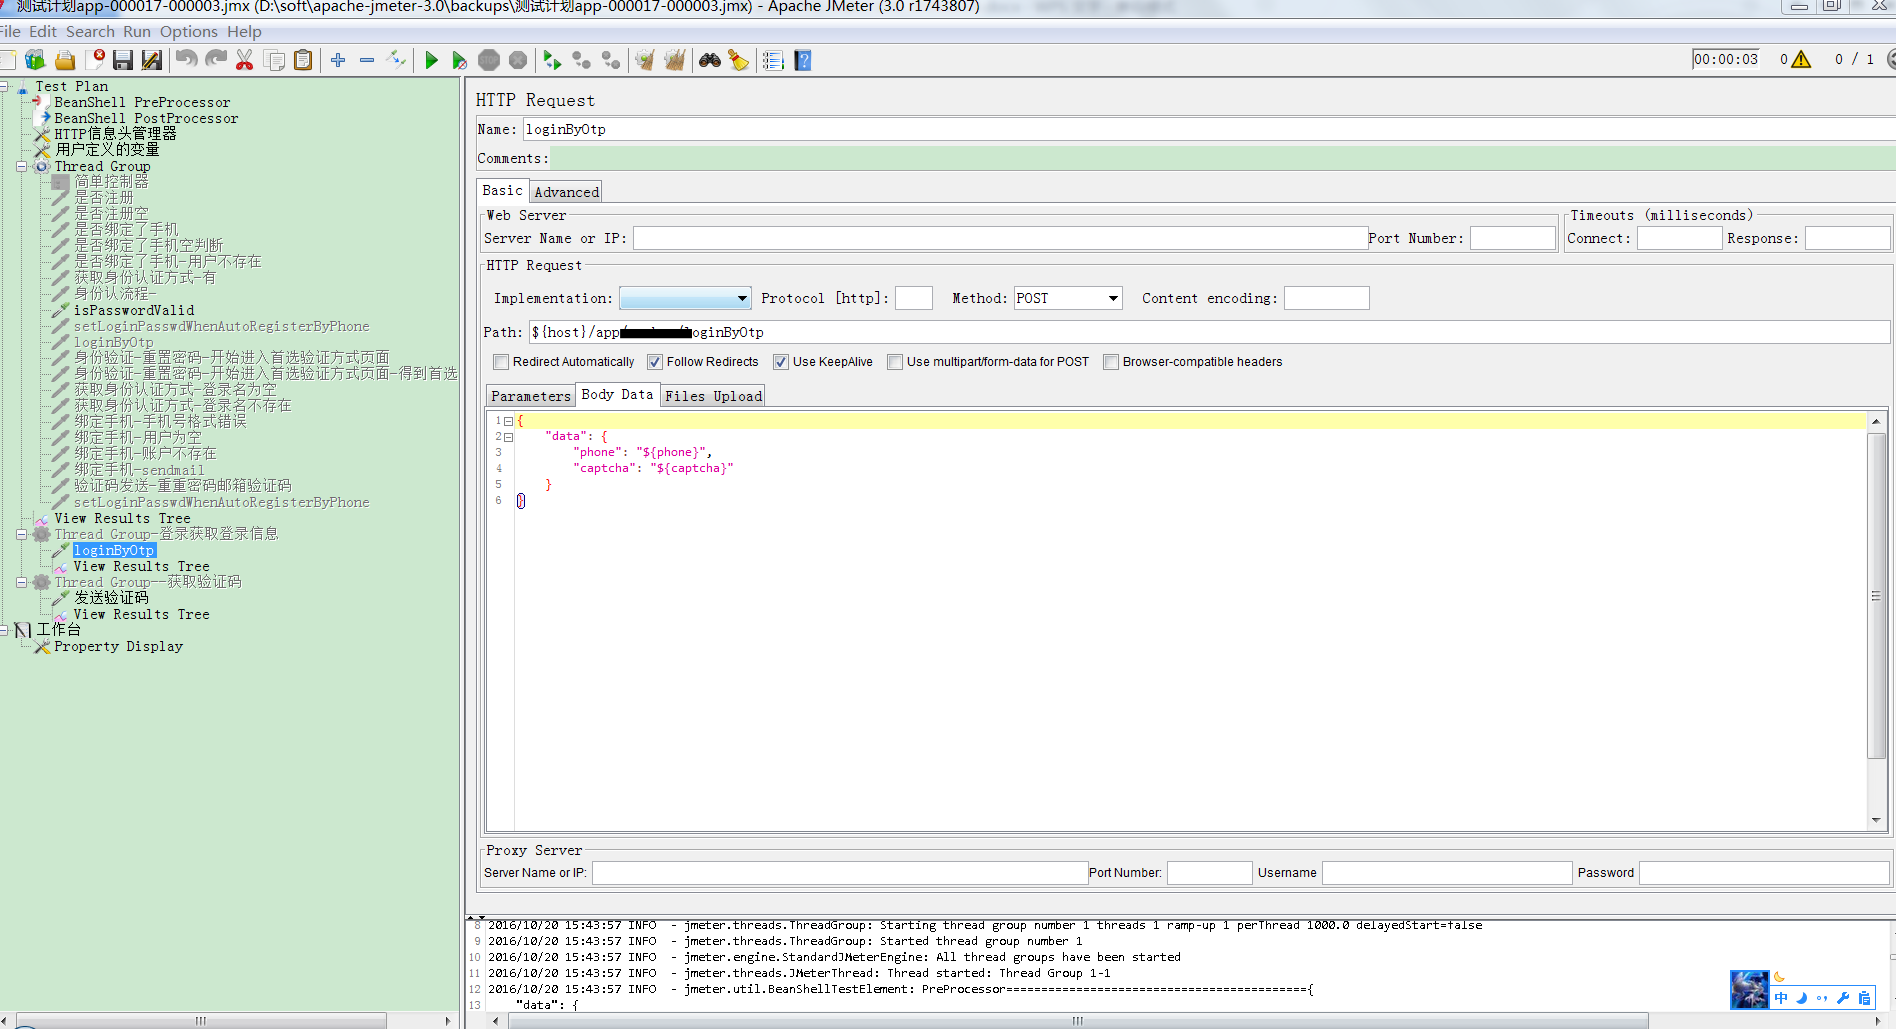 测试计划app-000017-000003.jmx (D:\soft\apache-jmeter-3.0\backups\测试计划app-000017-000003.jmx) - Apache JMeter (3.0 r1743807)
File Edit Search Run Options Help
00:00:03 0 0 / 1
Test Plan
BeanShell PreProcessor
BeanShell PostProcessor
HTTP信息头管理器
用户定义的变量
Thread Group
简单控制器
是否注册
是否注册空
是否绑定了手机
是否绑定了手机空判断
是否绑定了手机-用户不存在
获取身份认证方式-有
身份认流程-
isPasswordValid
setLoginPasswdWhenAutoRegisterByPhone
loginByOtp
身份验证-重置密码-开始进入首选验证方式页面
身份验证-重置密码-开始进入首选验证方式页面-得到首选
获取身份认证方式-登录名为空
获取身份认证方式-登录名不存在
绑定手机-手机号格式错误
绑定手机-用户为空
绑定手机-账户不存在
绑定手机-sendmail
验证码发送-重重密码邮箱验证码
setLoginPasswdWhenAutoRegisterByPhone
View Results Tree
Thread Group-登录获取登录信息
loginByOtp
View Results Tree
Thread Group--获取验证码
发送验证码
View Results Tree
工作台
Property Display
HTTP Request
Name: loginByOtp
Comments:
Basic Advanced
Web Server
Server Name or IP: Port Number:
Timeouts (milliseconds)
Connect: Response:
HTTP Request
Implementation: Protocol [http]: Method: POST Content encoding:
Path: ${host}/app loginByOtp
Redirect Automatically Follow Redirects Use KeepAlive Use multipart/form-data for POST Browser-compatible headers
Parameters Body Data Files Upload
1 {
2 "data": {
3 "phone": "${phone}",
4 "captcha": "${captcha}"
5 }
6 }
Proxy Server
Server Name or IP: Port Number: Username Password
8 2016/10/20 15:43:57 INFO - jmeter.threads.ThreadGroup: Starting thread group number 1 threads 1 ramp-up 1 perThread 1000.0 delayedStart=false
9 2016/10/20 15:43:57 INFO - jmeter.threads.ThreadGroup: Started thread group number 1
10 2016/10/20 15:43:57 INFO - jmeter.engine.StandardJMeterEngine: All thread groups have been started
11 2016/10/20 15:43:57 INFO - jmeter.threads.JMeterThread: Thread started: Thread Group 1-1
12 2016/10/20 15:43:57 INFO - jmeter.util.BeanShellTestElement: PreProcessor==========================================={
13 "data": {
中